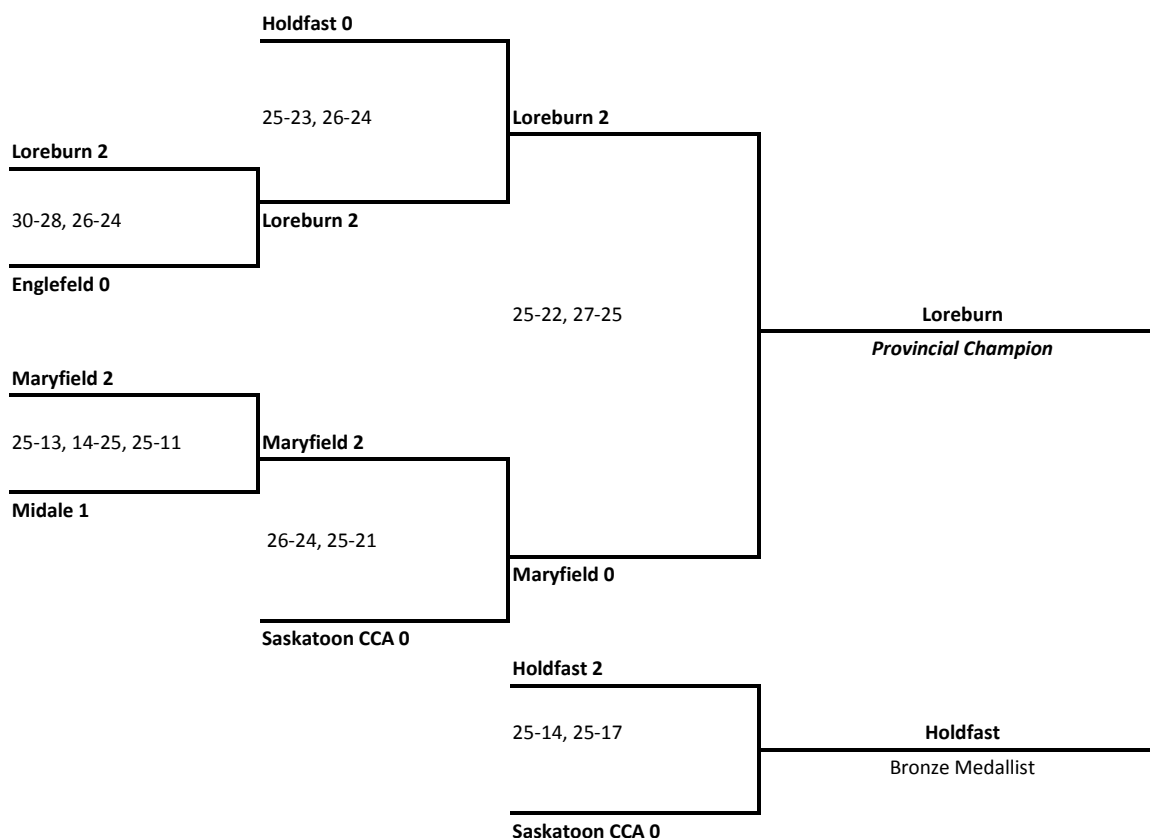 Holdfast 0
25-23, 26-24
Loreburn 2
Loreburn 2
30-28, 26-24
Loreburn 2
Englefeld 0
25-22, 27-25
Loreburn
Provincial Champion
Maryfield 2
25-13, 14-25, 25-11
Maryfield 2
Midale 1
26-24, 25-21
Maryfield 0
Saskatoon CCA 0
Holdfast 2
25-14, 25-17
Holdfast
Bronze Medallist
Saskatoon CCA 0